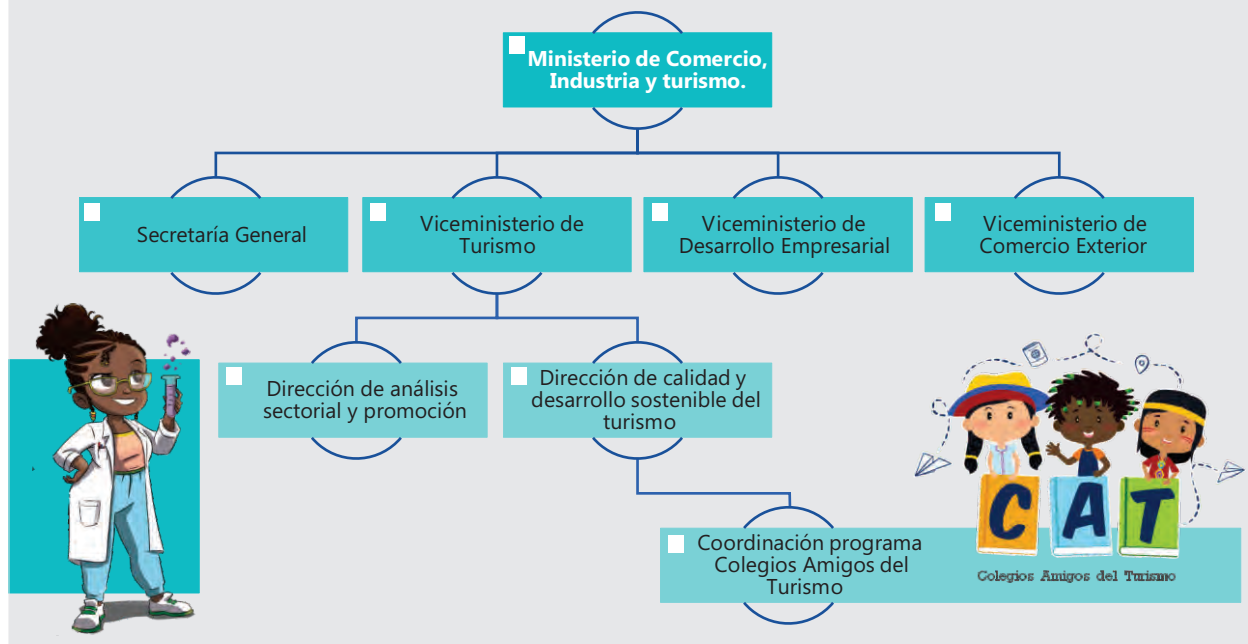 Ministerio de Comercio,
Industria y turismo.
Secretaría General
Viceministerio de
Turismo
Viceministerio de
Desarrollo Empresarial
Viceministerio de
Comercio Exterior
Dirección de análisis
sectorial y promoción
Dirección de calidad y
desarrollo sostenible del
turismo
Coordinación programa
Colegios Amigos del
Turismo
CAT
Colegios Amigos del Turismo